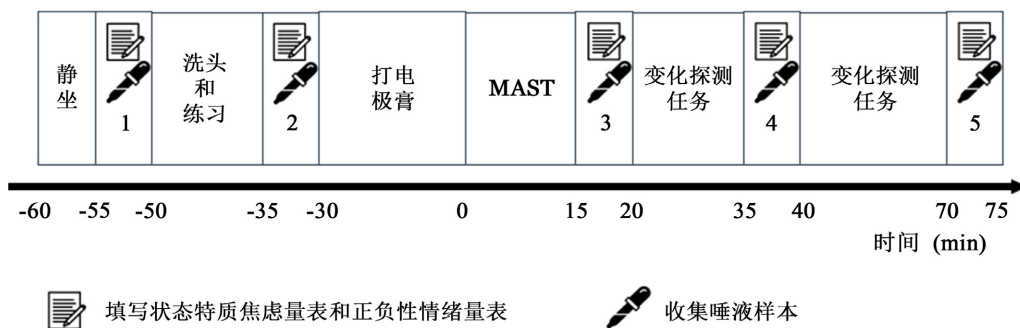 静
坐
1
洗头
和
练习
2
打电
极膏
MAST
3
变化探测
任务
4
变化探测
任务
5
-60 -55 -50 -35 -30 0 15 20 35 40 70 75
时间 (min)
填写状态特质焦虑量表和正负性情绪量表
收集唾液样本